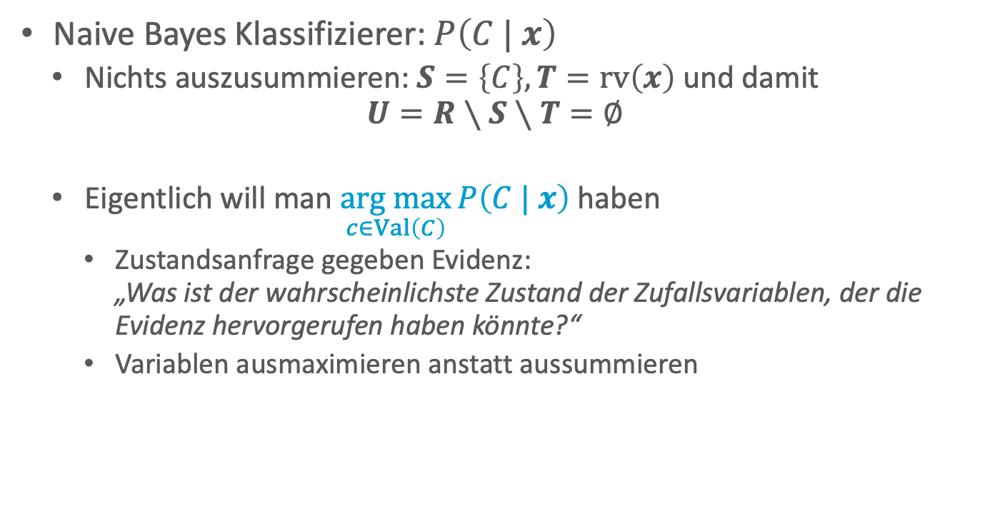 • Naive Bayes Klassifizierer: P(C | x)
• Nichts auszusummieren: S = {C}, T = rv(x) und damit
U = R \ S \ T = ∅
• Eigentlich will man arg max P(C | x) haben
c∈Val(C)
• Zustandsanfrage gegeben Evidenz:
„Was ist der wahrscheinlichste Zustand der Zufallsvariablen, der die
Evidenz hervorgerufen haben könnte?“
• Variablen ausmaximieren anstatt aussummieren